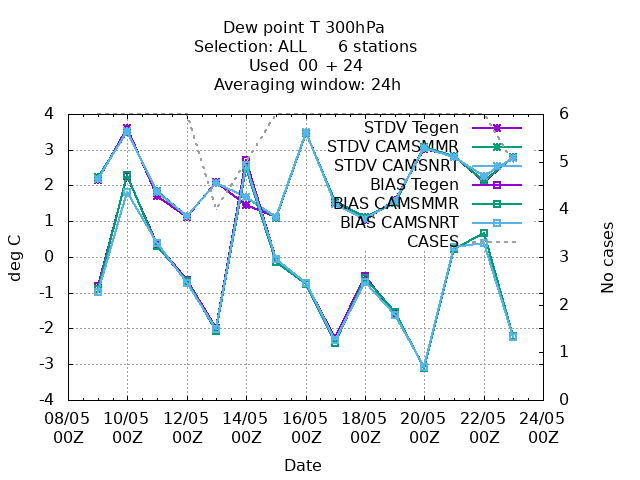 Dew point T 300hPa
Selection: ALL      6 stations
Used  00  + 24
Averaging window: 24h
4
3
2
1
0
-1
-2
-3
-4
deg C
6
5
4
3
2
1
0
No cases
STDV Tegen
STDV CAMSMMR
STDV CAMSNRT
BIAS Tegen
BIAS CAMSMMR
BIAS CAMSNRT
CASES
08/05 10/05 12/05 14/05 16/05 18/05 20/05 22/05 24/05
00Z 00Z 00Z 00Z 00Z 00Z 00Z 00Z 00Z
Date